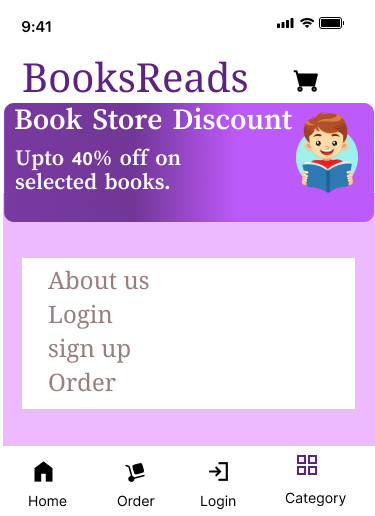 9:41
BooksReads
Book Store Discount
Upto 40% off on
selected books.
About us
Login
sign up
Order
Home Order Login Category